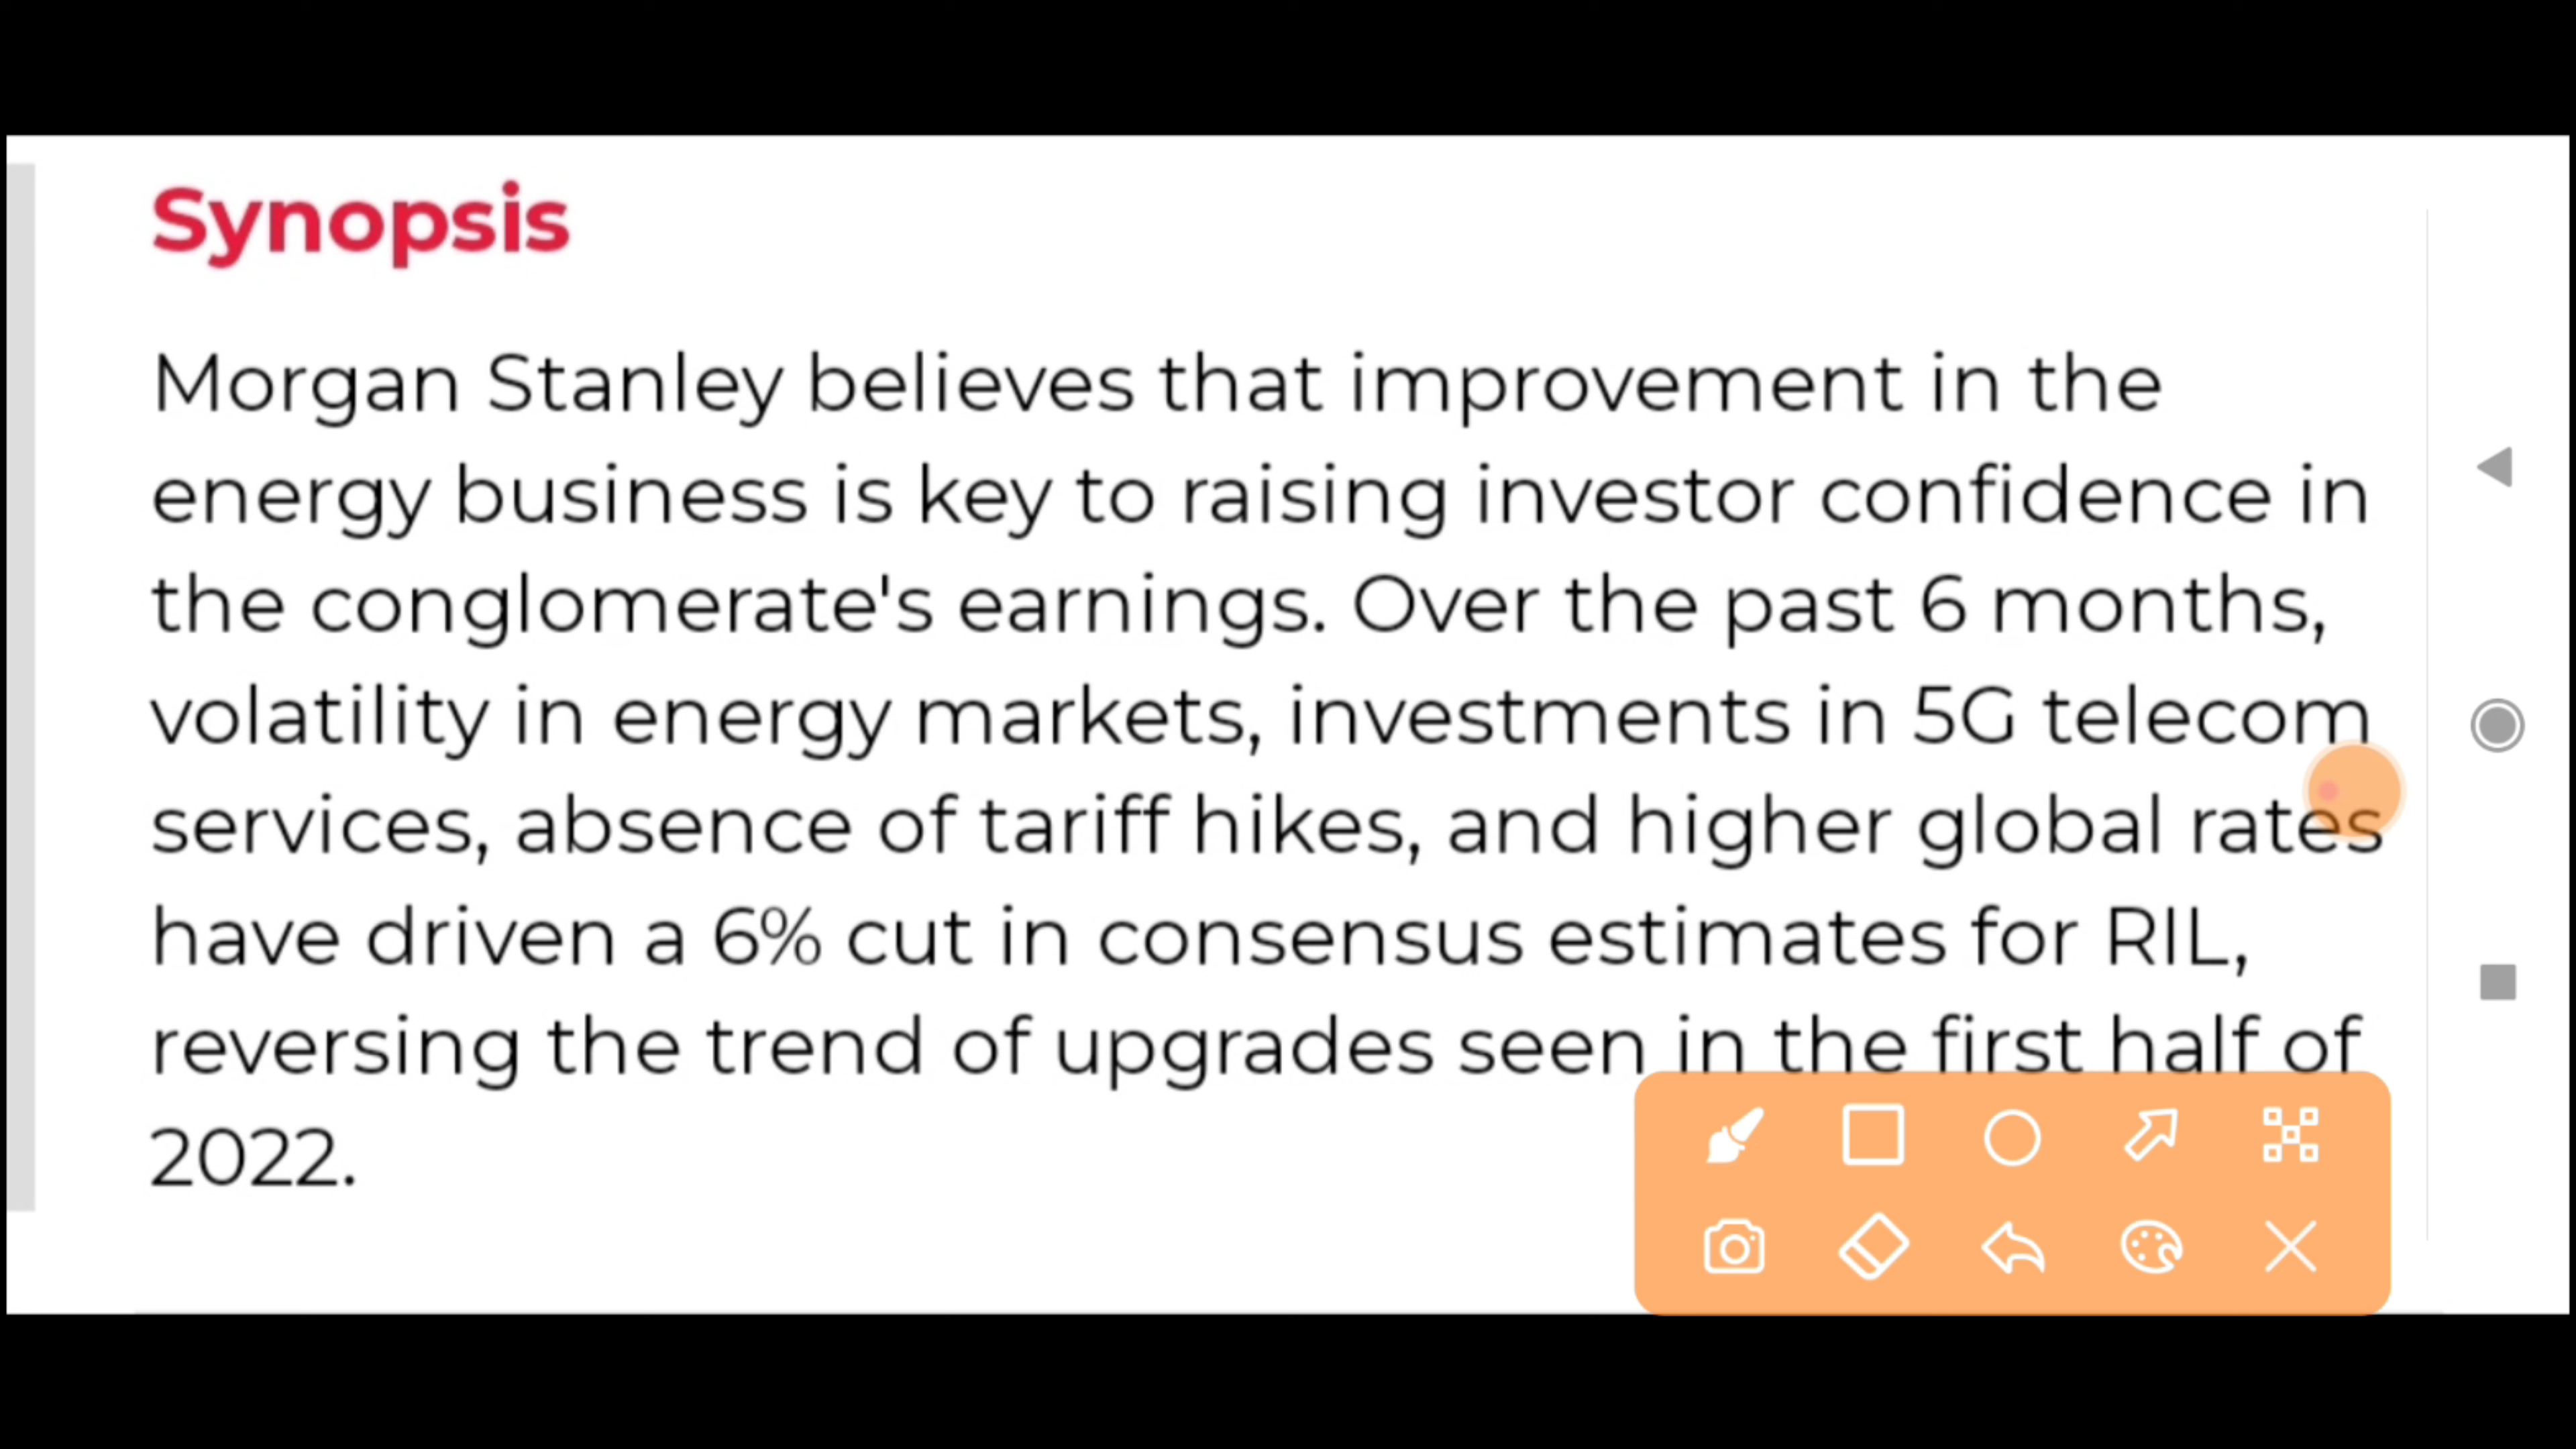 Synopsis
Morgan Stanley believes that improvement in the
energy business is key to raising investor confidence in
the conglomerate's earnings. Over the past 6 months,
volatility in energy markets, investments in 5G telecom
services, absence of tariff hikes, and higher global rates
have driven a 6% cut in consensus estimates for RIL,
reversing the trend of upgrades seen in the first half of
2022.